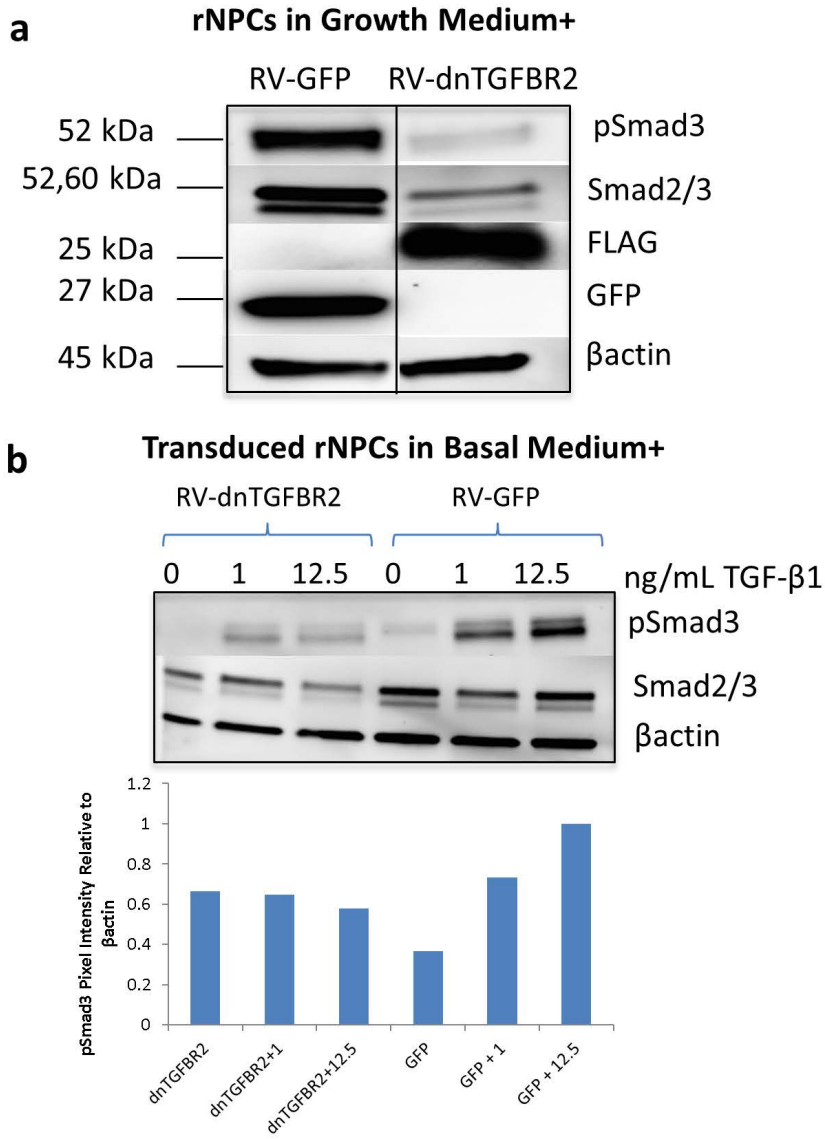 a
rNPCs in Growth Medium+
RV-GFP RV-dnTGFBR2
52 kDa pSmad3
52,60 kDa Smad2/3
25 kDa FLAG
27 kDa GFP
45 kDa βactin
b
Transduced rNPCs in Basal Medium+
RV-dnTGFBR2 RV-GFP
0 1 12.5 0 1 12.5 ng/mL TGF-β1
pSmad3
Smad2/3
βactin
pSmad3 Pixel Intensity Relative to
βactin
1.2
1
0.8
0.6
0.4
0.2
0
dnTGFBR2
dnTGFBR2+1
dnTGFBR2+12.5
GFP
GFP + 1
GFP + 12.5